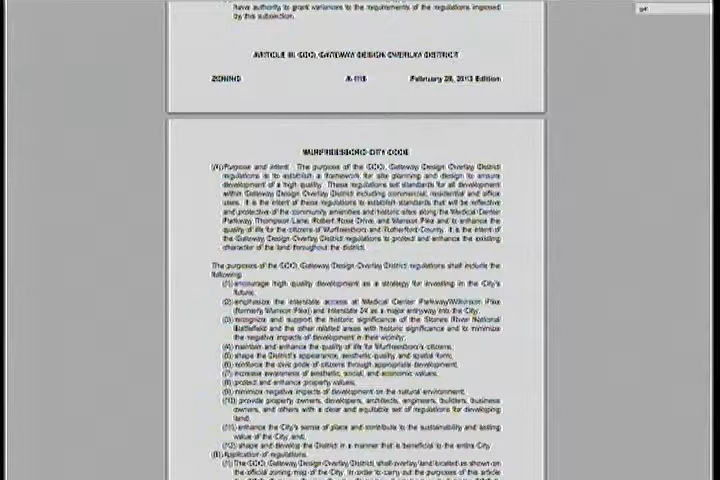 have authority to grant variances to the requirements of the regulations imposed
by this subsection.
ARTICLE III. GDO, GATEWAY DESIGN OVERLAY DISTRICT
ZONING
February 28, 2013 Edition
MURFREESBORO CITY CODE
(A) Purpose and intent. The purpose of the GDO, Gateway Design Overlay District
regulations is to establish a framework for site planning and design to ensure
development of a high quality. These regulations set standards for all development
within Gateway Design Overlay District including commercial, residential and office
uses. It is the intent of these regulations to establish standards that will be reflective
and protective of the community amenities and historic sites along the Medical Center
Parkway, Thompson Lane, Robert Rose Drive, and Manson Pike and to enhance the
quality of life for the citizens of Murfreesboro and Rutherford County. It is the intent of
the Gateway Design Overlay District regulations to protect and enhance the existing
character of the land throughout the district.
The purposes of the GDO, Gateway Design Overlay District regulations shall include the
following:
(1) encourage high quality development as a strategy for investing in the City's
future;
(2) emphasize the interstate access at Medical Center Parkway/Wilkinson Pike
(formerly Manson Pike) and Interstate 24 as a major entryway into the City;
(3) recognize and support the historic significance of the Stones River National
Battlefield and the other related areas with historic significance and to minimize
the negative impacts of development in their vicinity;
(4) maintain and enhance the quality of life for Murfreesboro's citizens;
(5) shape the District's appearance, aesthetic quality, and spatial form;
(6) reinforce the civic pride of citizens through appropriate development;
(7) increase awareness of aesthetic, social, and economic values;
(8) protect and enhance property values;
(9) minimize negative impacts of development on the natural environment;
(10) provide property owners, developers, architects, engineers, builders, business
owners, and others with a clear and equitable set of regulations for developing
land;
(11) enhance the City's sense of place and contribute to the sustainability and lasting
value of the City; and,
(12) shape and develop the District in a manner that is beneficial to the entire City.
(B) Application of regulations.
(1) The GDO, Gateway Design Overlay District, shall overlay land located as shown on
the official zoning map of the City. In order to carry out the purposes of this article